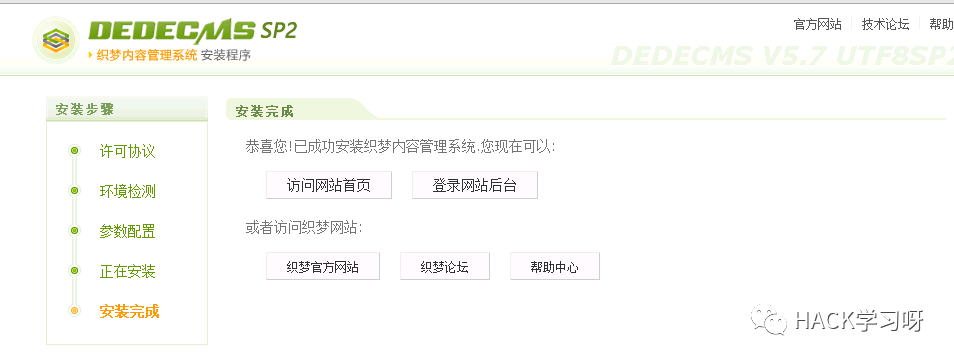 DEDECMS SP2
织梦内容管理系统 安装程序
官方网站 技术论坛 帮助
DEDECMS V5.7 UTF8SP2
安装步骤
许可协议
环境检测
参数配置
正在安装
安装完成
安装完成
恭喜您!已成功安装织梦内容管理系统,您现在可以:
访问网站首页 登录网站后台
或者访问织梦网站:
织梦官方网站 织梦论坛 帮助中心
HACK学习呀